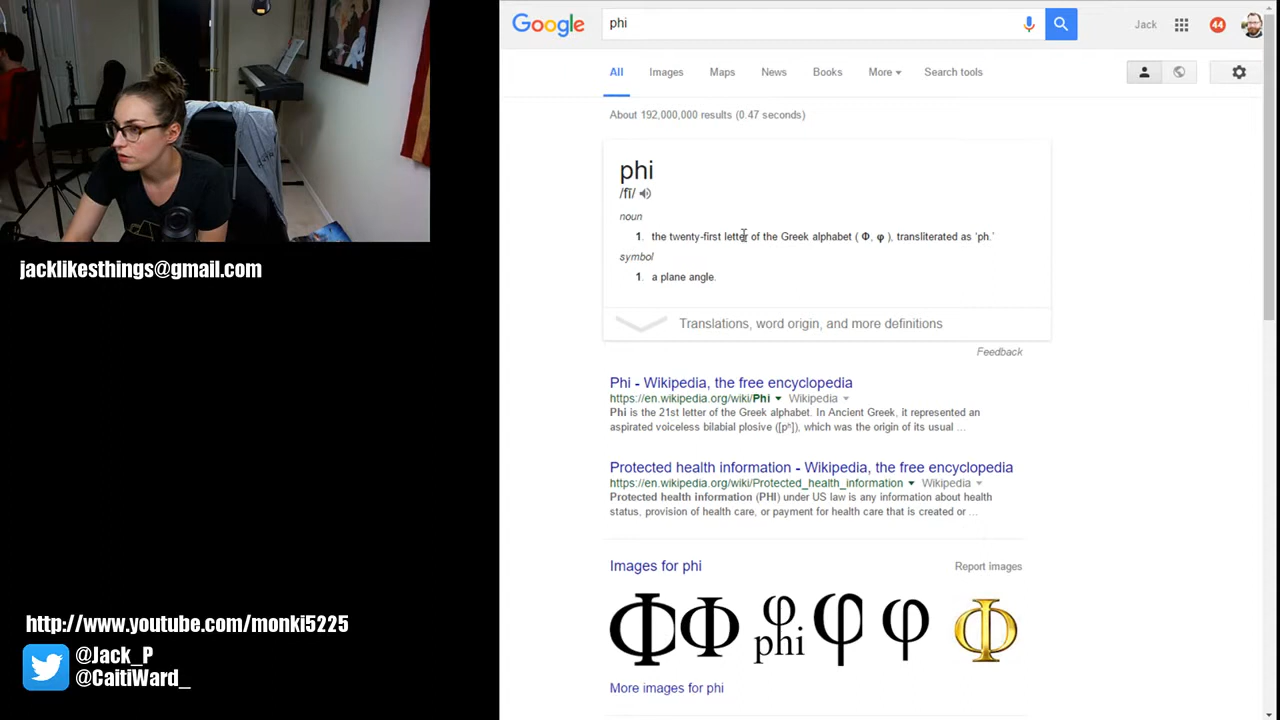 jacklikesthings@gmail.com
http://www.youtube.com/monki5225
@Jack_P
@CaitiWard_
Google
phi
Jack
44
All Images Maps News Books More Search tools
About 192,000,000 results (0.47 seconds)
phi
/fī/
noun
1. the twenty-first letter of the Greek alphabet ( Φ, φ ), transliterated as ‘ph.’
symbol
1. a plane angle.
Translations, word origin, and more definitions
Feedback
Phi - Wikipedia, the free encyclopedia
https://en.wikipedia.org/wiki/Phi Wikipedia
Phi is the 21st letter of the Greek alphabet. In Ancient Greek, it represented an
aspirated voiceless bilabial plosive ([pʰ]), which was the origin of its usual ...
Protected health information - Wikipedia, the free encyclopedia
https://en.wikipedia.org/wiki/Protected_health_information Wikipedia
Protected health information (PHI) under US law is any information about health
status, provision of health care, or payment for health care that is created or ...
Images for phi Report images
Φ Φ φ φ φ Φ
phi
More images for phi